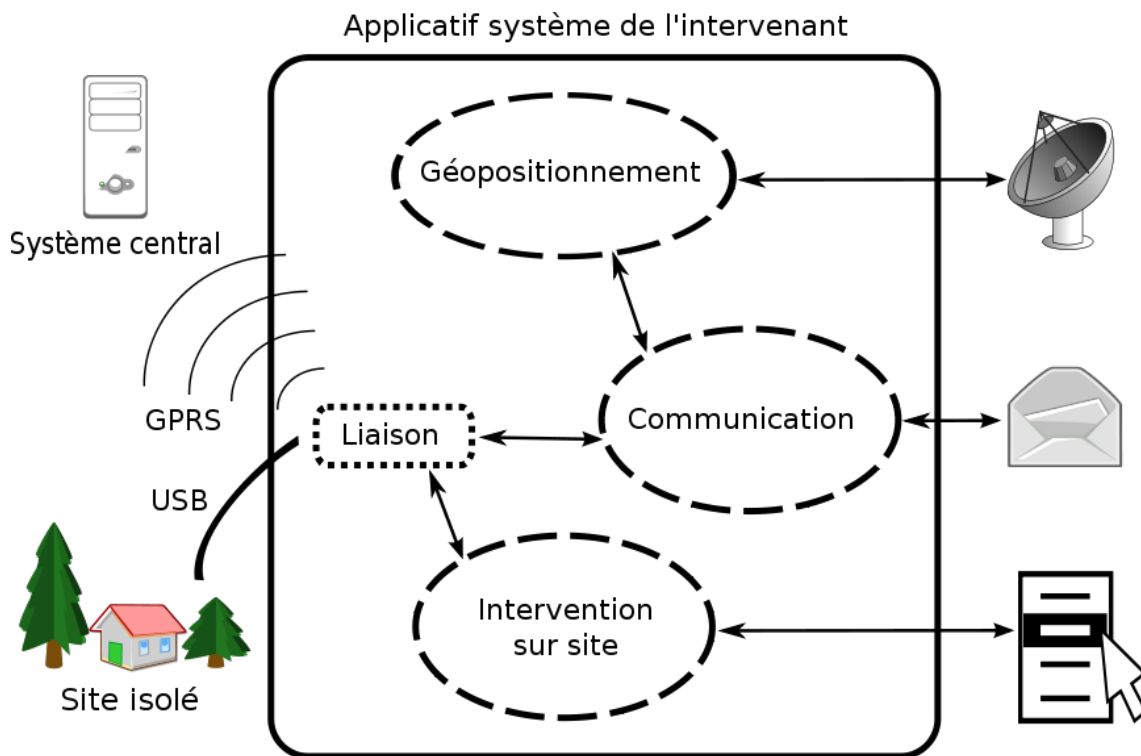 Applicatif système de l'intervenant
Géopositionnement
Système central
GPRS
Liaison
Communication
USB
Intervention
sur site
Site isolé